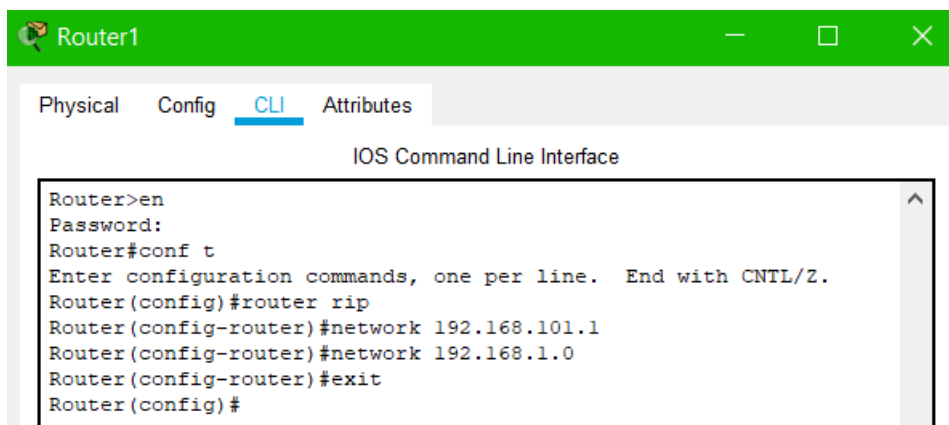 Router1
Physical Config CLI Attributes
IOS Command Line Interface
Router>en
Password:
Router#conf t
Enter configuration commands, one per line.  End with CNTL/Z.
Router(config)#router rip
Router(config-router)#network 192.168.101.1
Router(config-router)#network 192.168.1.0
Router(config-router)#exit
Router(config)#